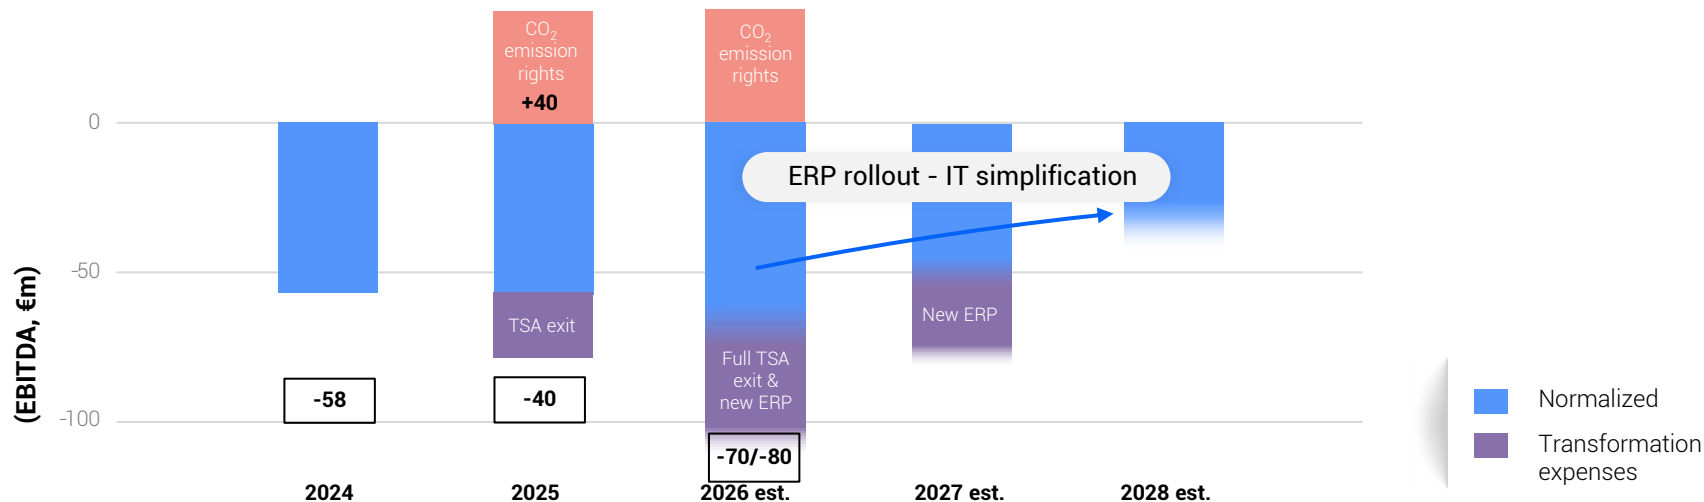 CO₂
emission
rights
+40
CO₂
emission
rights
0
ERP rollout - IT simplification
-50
TSA exit
New ERP
Full TSA
exit &
new ERP
-100
-58
-40
-70/-80
(EBITDA, €m)
2024
2025
2026 est.
2027 est.
2028 est.
Normalized
Transformation
expenses